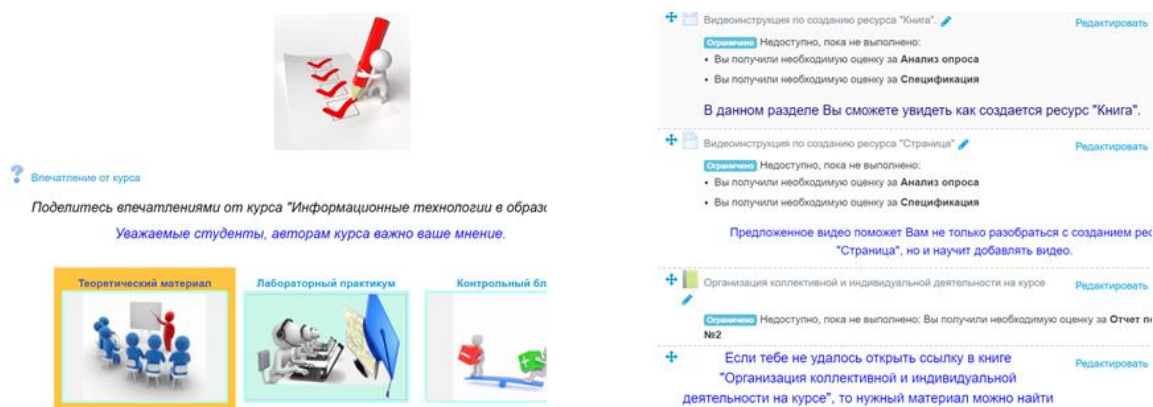 Впечатление от курса
Поделитесь впечатлениями от курса "Информационные технологии в образо
Уважаемые студенты, авторам курса важно ваше мнение.
Теоретический материал
Лабораторный практикум
Контрольный бл
Видеоинструкция по созданию ресурса "Книга".
Редактировать
Ограничено Недоступно, пока не выполнено:
• Вы получили необходимую оценку за Анализ опроса
• Вы получили необходимую оценку за Спецификация
В данном разделе Вы сможете увидеть как создается ресурс "Книга".
Видеоинструкция по созданию ресурса "Страница"
Редактировать
Ограничено Недоступно, пока не выполнено:
• Вы получили необходимую оценку за Анализ опроса
• Вы получили необходимую оценку за Спецификация
Предложенное видео поможет Вам не только разобраться с созданием рес
"Страница", но и научит добавлять видео.
Организация коллективной и индивидуальной деятельности на курсе
Редактировать
Ограничено Недоступно, пока не выполнено: Вы получили необходимую оценку за Отчет по
№2
Если тебе не удалось открыть ссылку в книге
Редактировать
"Организация коллективной и индивидуальной
деятельности на курсе", то нужный материал можно найти